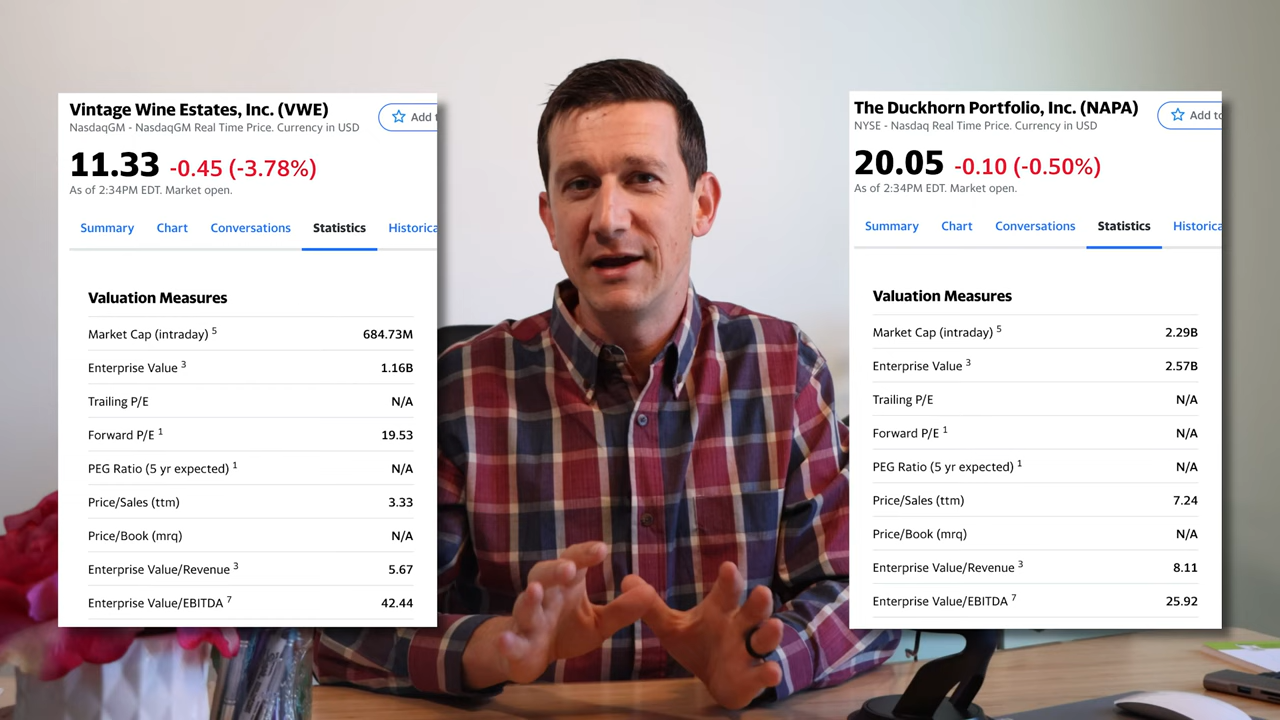 Vintage Wine Estates, Inc. (VWE)
NasdaqGM - NasdaqGM Real Time Price. Currency in USD
Add t
11.33 -0.45 (-3.78%)
As of 2:34PM EDT. Market open.
Summary Chart Conversations Statistics Historica
Valuation Measures
Market Cap (intraday) 5 684.73M
Enterprise Value 3 1.16B
Trailing P/E N/A
Forward P/E 1 19.53
PEG Ratio (5 yr expected) 1 N/A
Price/Sales (ttm) 3.33
Price/Book (mrq) N/A
Enterprise Value/Revenue 3 5.67
Enterprise Value/EBITDA 7 42.44
The Duckhorn Portfolio, Inc. (NAPA)
NYSE - Nasdaq Real Time Price. Currency in USD
Add to
20.05 -0.10 (-0.50%)
As of 2:34PM EDT. Market open.
Summary Chart Conversations Statistics Historica
Valuation Measures
Market Cap (intraday) 5 2.29B
Enterprise Value 3 2.57B
Trailing P/E N/A
Forward P/E 1 N/A
PEG Ratio (5 yr expected) 1 N/A
Price/Sales (ttm) 7.24
Price/Book (mrq) N/A
Enterprise Value/Revenue 3 8.11
Enterprise Value/EBITDA 7 25.92